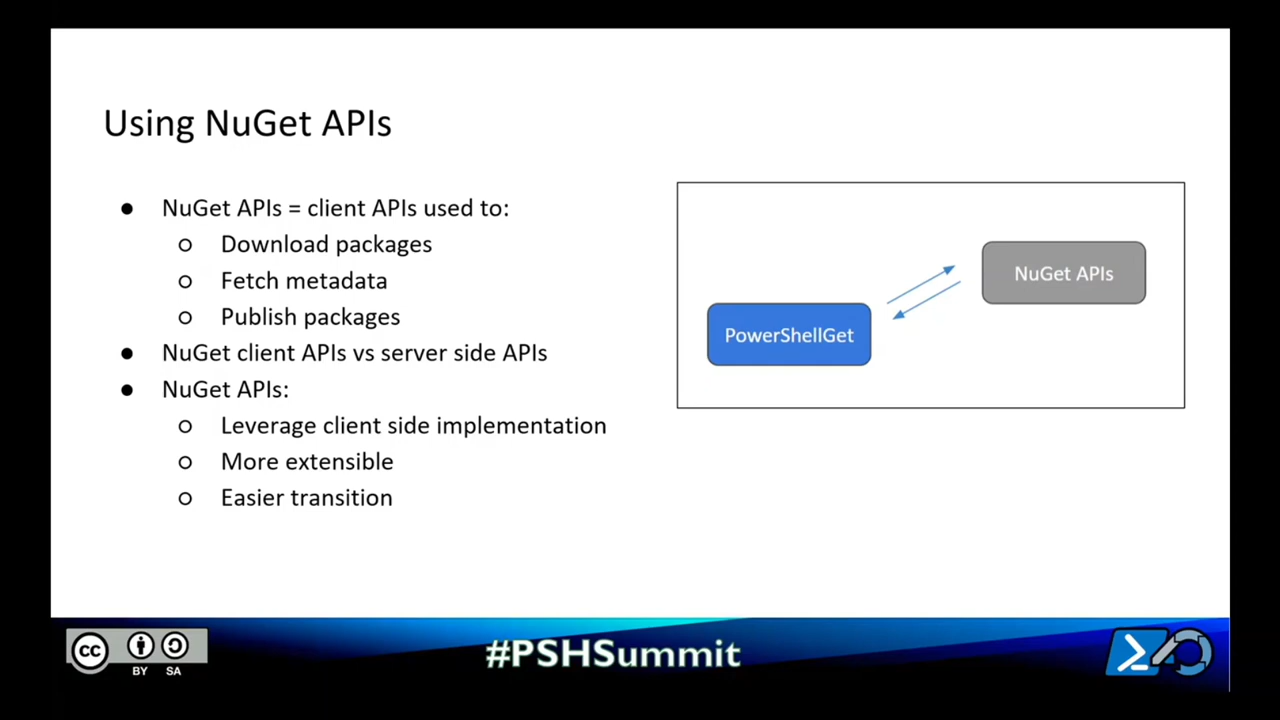 Using NuGet APIs
● NuGet APIs = client APIs used to:
○ Download packages
○ Fetch metadata
○ Publish packages
● NuGet client APIs vs server side APIs
● NuGet APIs:
○ Leverage client side implementation
○ More extensible
○ Easier transition
NuGet APIs
PowerShellGet
cc
BY SA
#PSHSummit